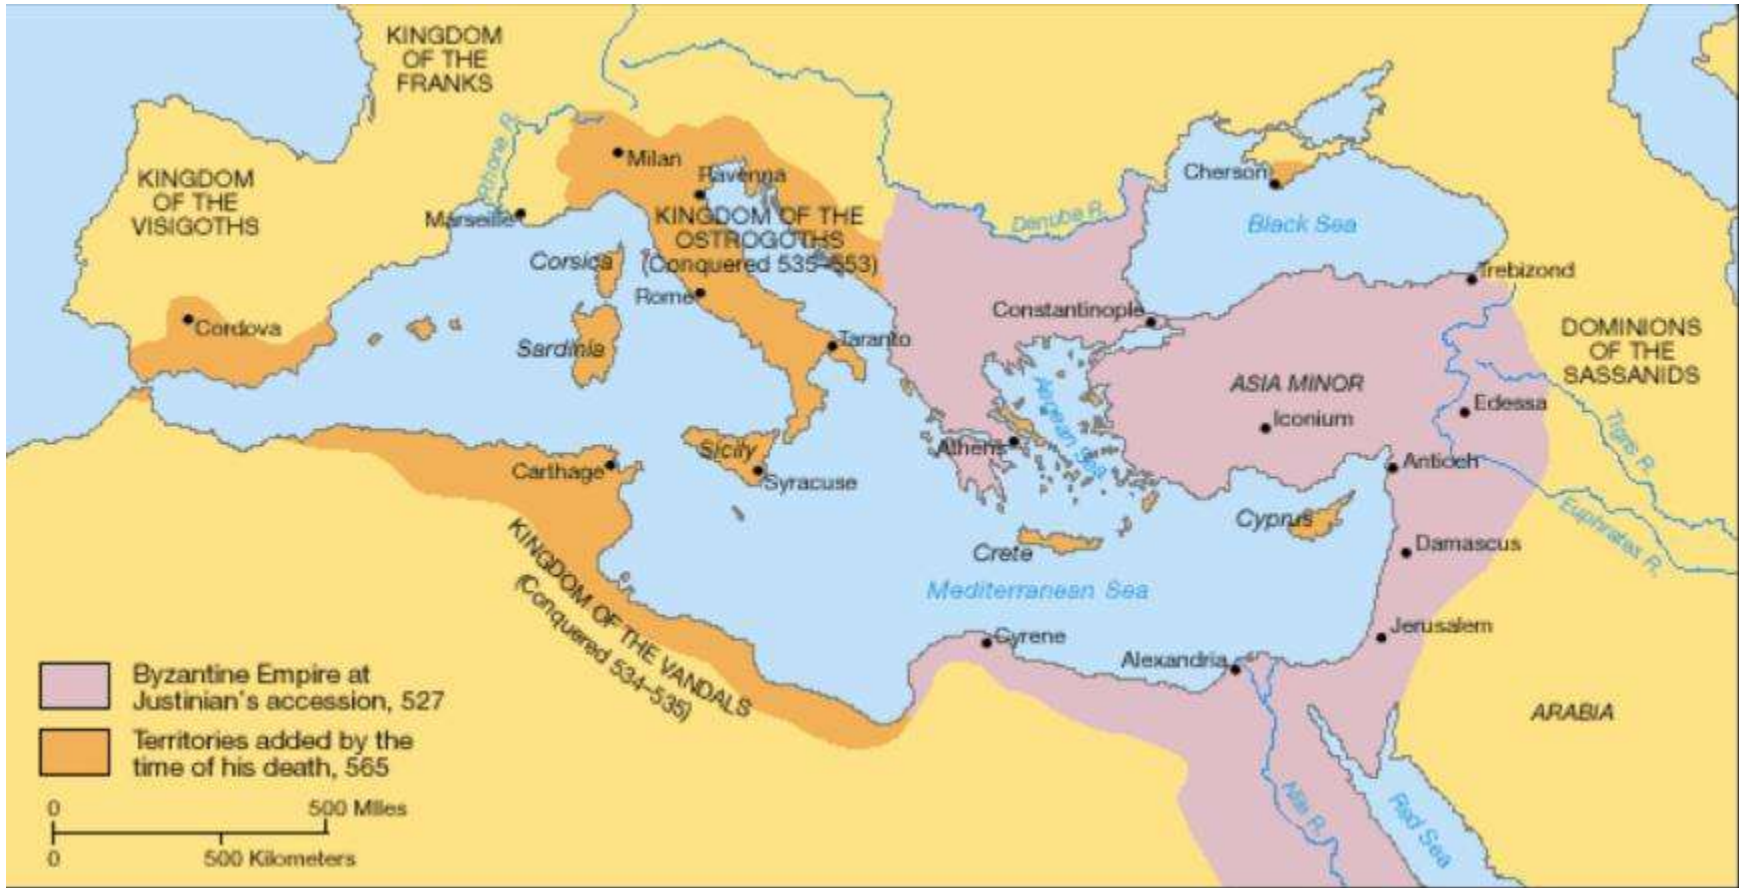 KINGDOM
OF THE
FRANKS
KINGDOM
OF THE
VISIGOTHS
Rhone R.
Milan
Ravenna
Marseille
KINGDOM OF THE
OSTROGOTHS
(Conquered 535–553)
Corsica
Rome
Cordova
Sardinia
Taranto
Danube R.
Cherson
Black Sea
Trebizond
Constantinople
DOMINIONS
OF THE
SASSANIDS
ASIA MINOR
Iconium
Edessa
Tigris R.
Aegean Sea
Athens
Antioch
Sicily
Carthage
Syracuse
Cyprus
Euphrates R.
Crete
Damascus
KINGDOM OF THE VANDALS
(Conquered 534–535)
Mediterranean Sea
Cyrene
Jerusalem
Alexandria
ARABIA
Nile R.
Red Sea
Byzantine Empire at
Justinian's accession, 527
Territories added by the
time of his death, 565
0 500 Miles
0 500 Kilometers